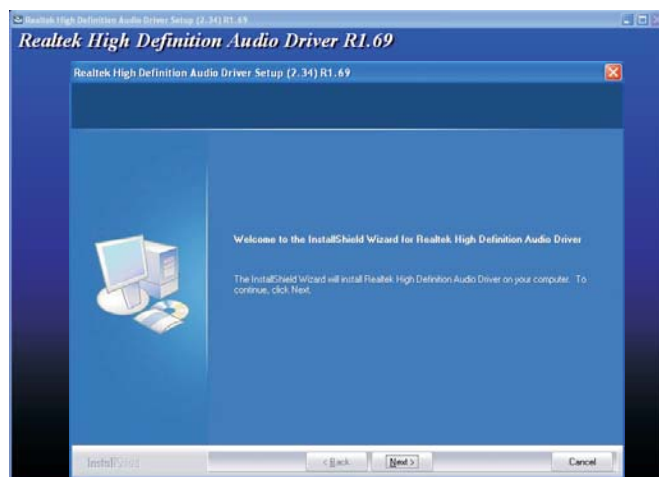 Realtek High Definition Audio Driver Setup (2.34) R1.69
Realtek High Definition Audio Driver R1.69
Realtek High Definition Audio Driver Setup (2.34) R1.69
Welcome to the InstallShield Wizard for Realtek High Definition Audio Driver
The InstallShield Wizard will install Realtek High Definition Audio Driver on your computer. To
continue, click Next.
InstallShield
< Back
Next >
Cancel